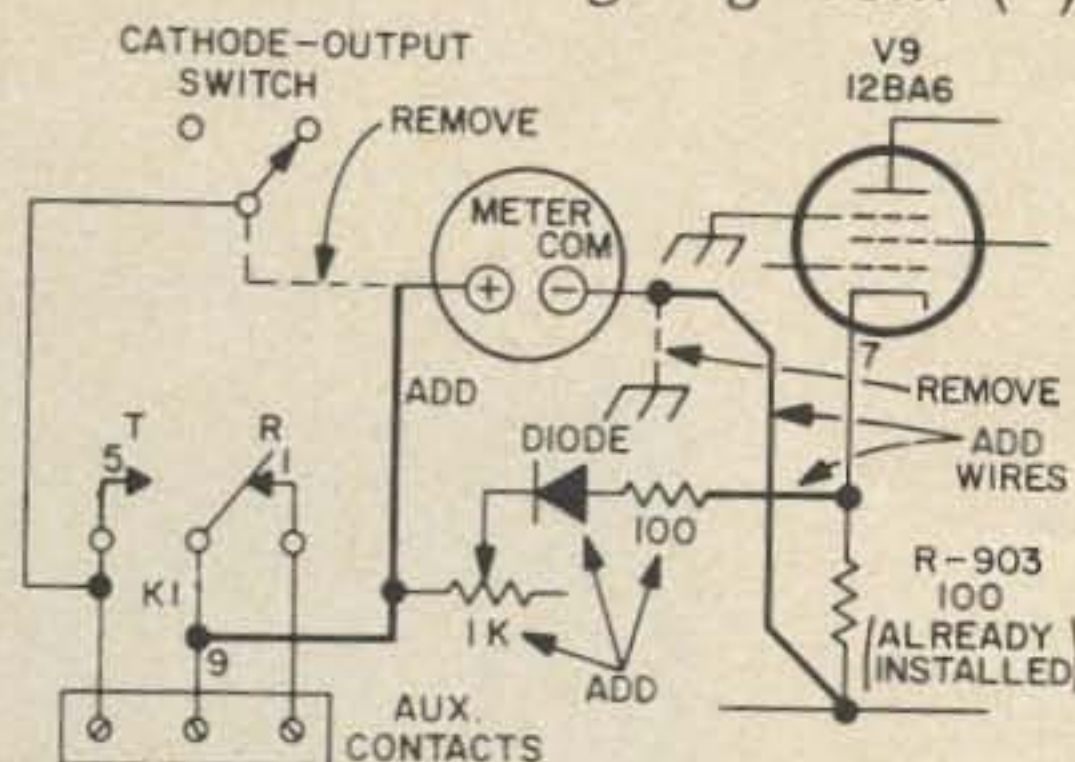 CATHODE-OUTPUT
SWITCH
REMOVE
V9
12BA6
METER
COM
+
−
7
ADD
REMOVE
ADD
WIRES
DIODE
100
T
5
R
1
K1
9
1K
ADD
R-903
100
(ALREADY
INSTALLED)
AUX.
CONTACTS